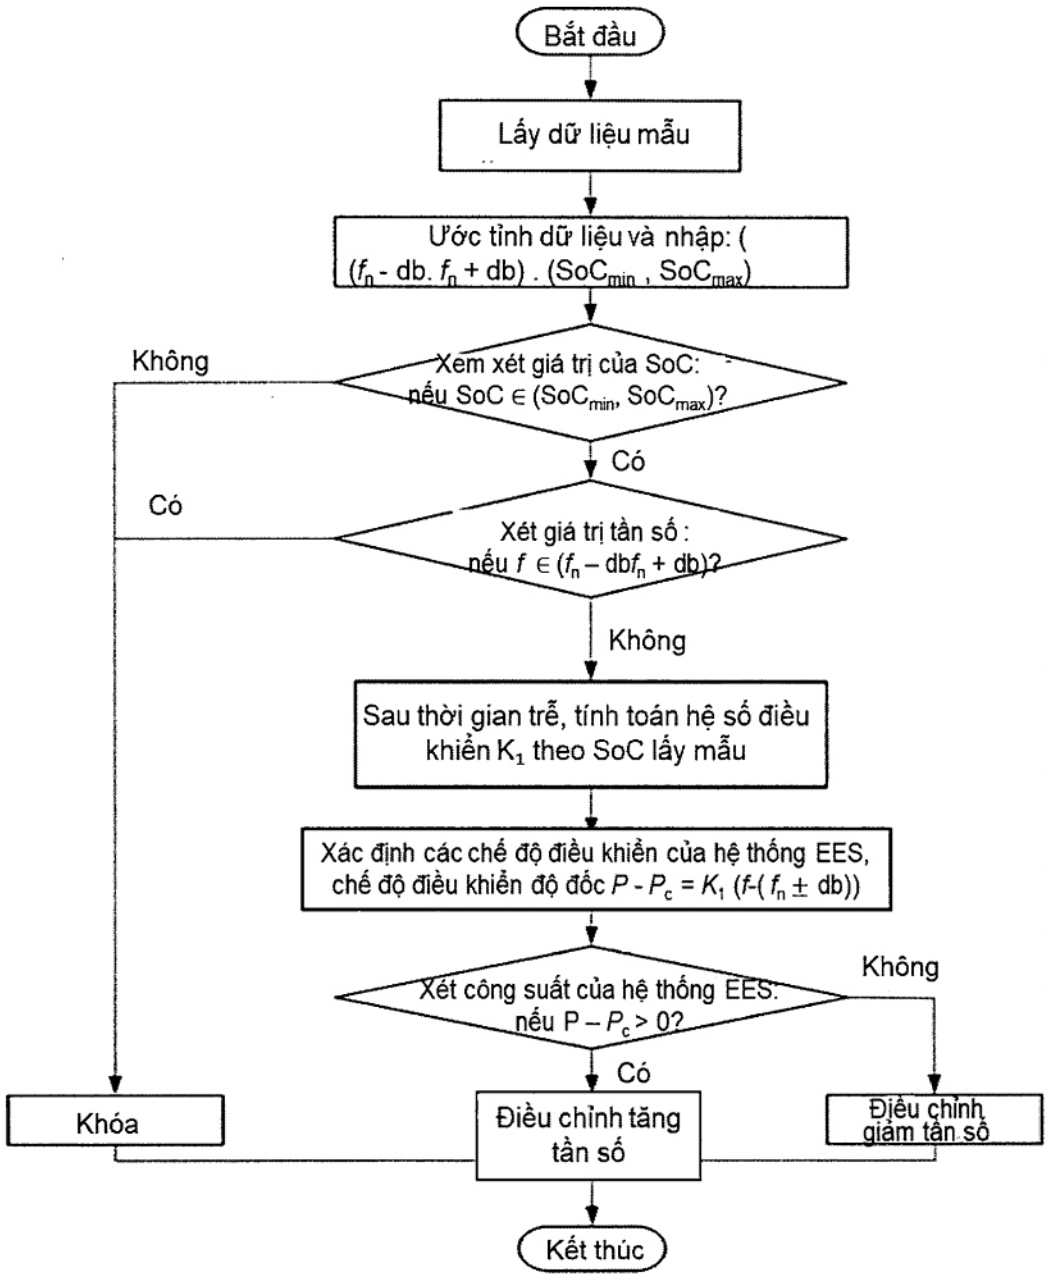 Bắt đầu
Lấy dữ liệu mẫu
Ước tỉnh dữ liệu và nhập: (
(fₙ - db. fₙ + db) . (SoCₘᵢₙ , SoCₘₐₓ)
Không
Xem xét giá trị của SoC:
nếu SoC ∈ (SoCₘᵢₙ, SoCₘₐₓ)?
Có
Có
Xét giá trị tần số :
nếu f ∈ (fₙ – dbfₙ + db)?
Không
Sau thời gian trễ, tính toán hệ số điều
khiển K₁ theo SoC lấy mẫu
Xác định các chế độ điều khiển của hệ thống EES,
chế độ điều khiển độ đốc P - P꜀ = K₁ (f-( fₙ ± db))
Không
Xét công suất của hệ thống EES:
nếu P – P꜀ > 0?
Có
Khóa
Điều chỉnh tăng
tần số
Điều chỉnh
giảm tần số
Kết thúc